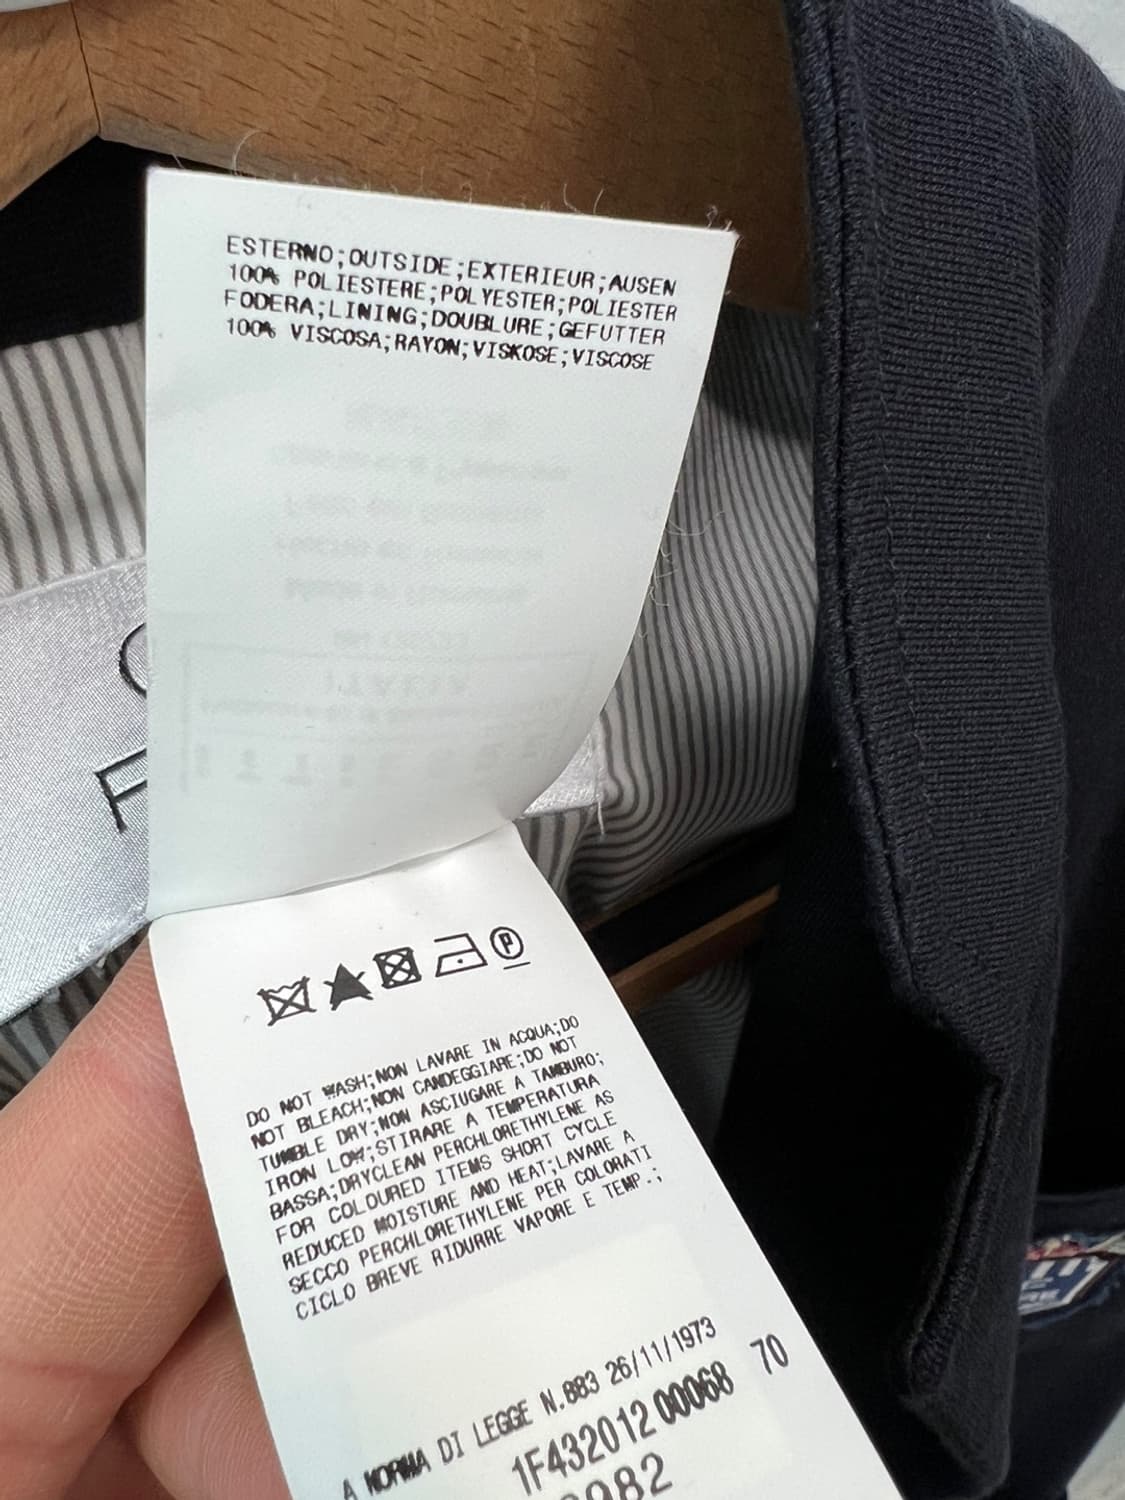 ESTERNO;OUTSIDE;EXTERIEUR;AUSEN
100% POLIESTERE;POLYESTER;POLIESTER
FODERA;LINING;DOUBLURE;GEFUTTER
100% VISCOSA;RAYON;VISKOSE;VISCOSE
P
DO NOT WASH;NON LAVARE IN ACQUA;DO
NOT BLEACH;NON CANDEGGIARE;DO NOT
TUMBLE DRY;NON ASCIUGARE A TAMBURO;
IRON LOW;STIRARE A TEMPERATURA
BASSA;DRYCLEAN PERCHLORETHYLENE AS
FOR COLOURED ITEMS SHORT CYCLE
REDUCED MOISTURE AND HEAT;LAVARE A
SECCO PERCHLORETHYLENE PER COLORATI
CICLO BREVE RIDURRE VAPORE E TEMP.;
A NORMA DI LEGGE N.883 26/11/1973
1F432012 00068 70
982